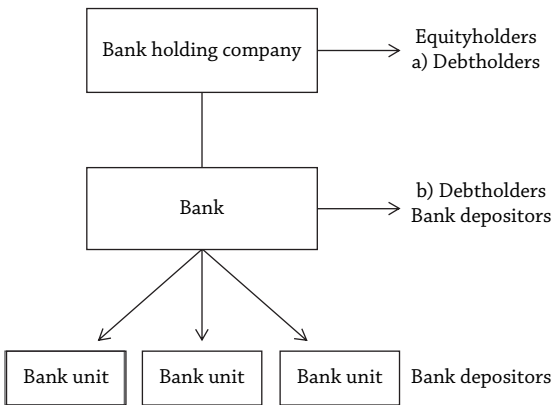 Bank holding company
Equityholders
a) Debtholders
Bank
b) Debtholders
Bank depositors
Bank unit
Bank unit
Bank unit
Bank depositors